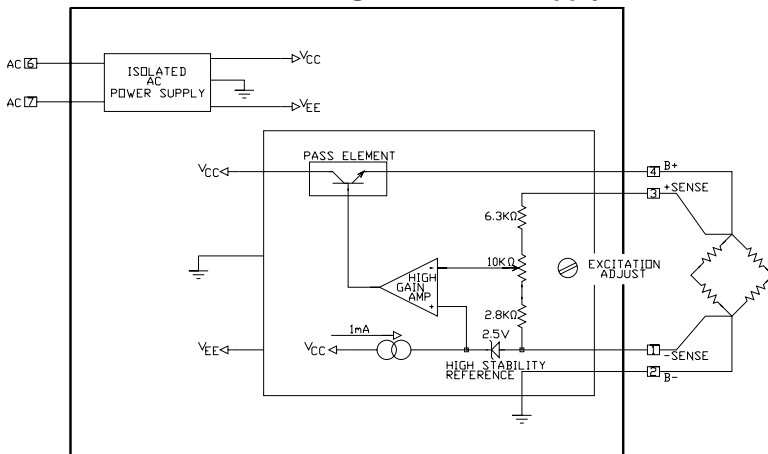 AC 6
AC 7
ISOLATED
AC
POWER SUPPLY
VCC
VEE
PASS ELEMENT
VCC
4 B+
3 +SENSE
6.3KΩ
10KΩ
EXCITATION
ADJUST
HIGH
GAIN
AMP
-
+
2.8KΩ
1mA
2.5V
VEE
VCC
HIGH STABILITY
REFERENCE
1 -SENSE
2 B-